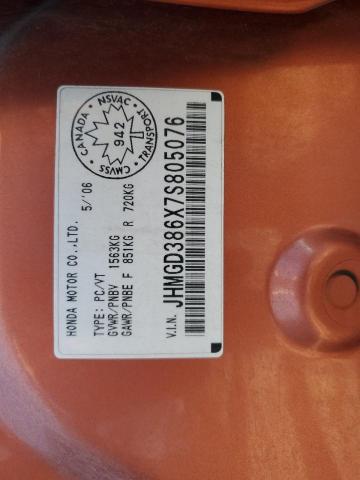 HONDA MOTOR CO.,LTD.
5/'06
TYPE: PC/VT
GVWR/PNBV 1563KG
GAWR/PNBE F 851KG R 720KG
V.I.N. JHMGD386X7S805076
CANADA
NSVAC
TRANSPORT
CMVSS
942